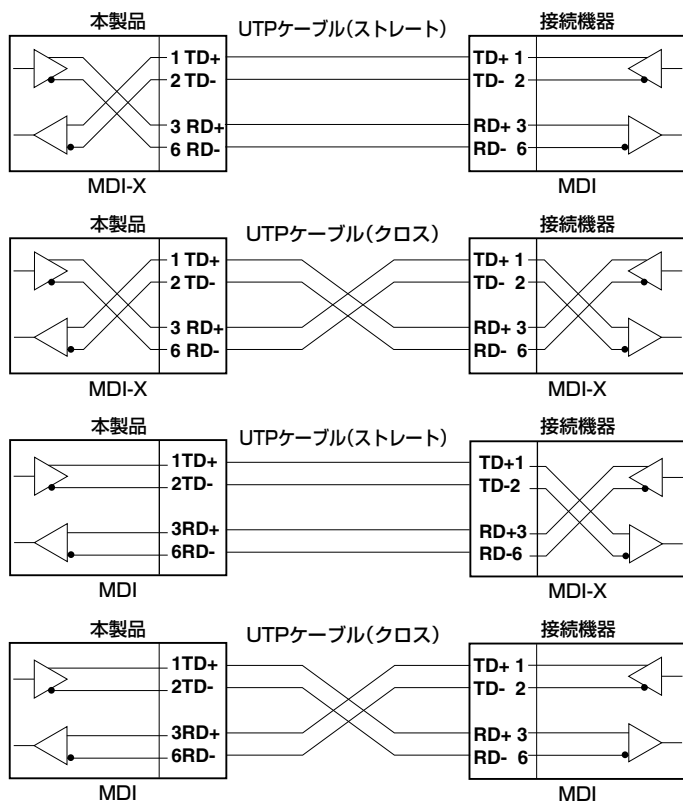 本製品 UTPケーブル(ストレート) 接続機器
1 TD+ TD+ 1
2 TD- TD- 2
3 RD+ RD+ 3
6 RD- RD- 6
MDI-X MDI
本製品 UTPケーブル(クロス) 接続機器
1 TD+ TD+ 1
2 TD- TD- 2
3 RD+ RD+ 3
6 RD- RD- 6
MDI-X MDI-X
本製品 UTPケーブル(ストレート) 接続機器
1TD+ TD+1
2TD- TD-2
3RD+ RD+3
6RD- RD-6
MDI MDI-X
本製品 UTPケーブル(クロス) 接続機器
1TD+ TD+ 1
2TD- TD- 2
3RD+ RD+ 3
6RD- RD- 6
MDI MDI